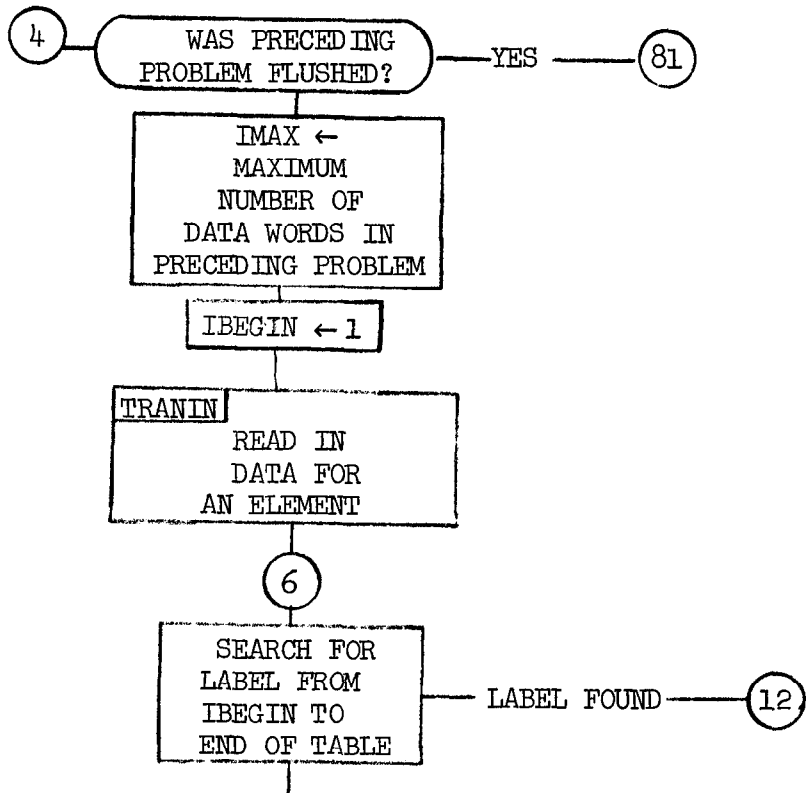 4
WAS PRECEDING
PROBLEM FLUSHED?
YES
81
IMAX ←
MAXIMUM
NUMBER OF
DATA WORDS IN
PRECEDING PROBLEM
IBEGIN ← 1
TRANIN
READ IN
DATA FOR
AN ELEMENT
6
SEARCH FOR
LABEL FROM
IBEGIN TO
END OF TABLE
LABEL FOUND
12